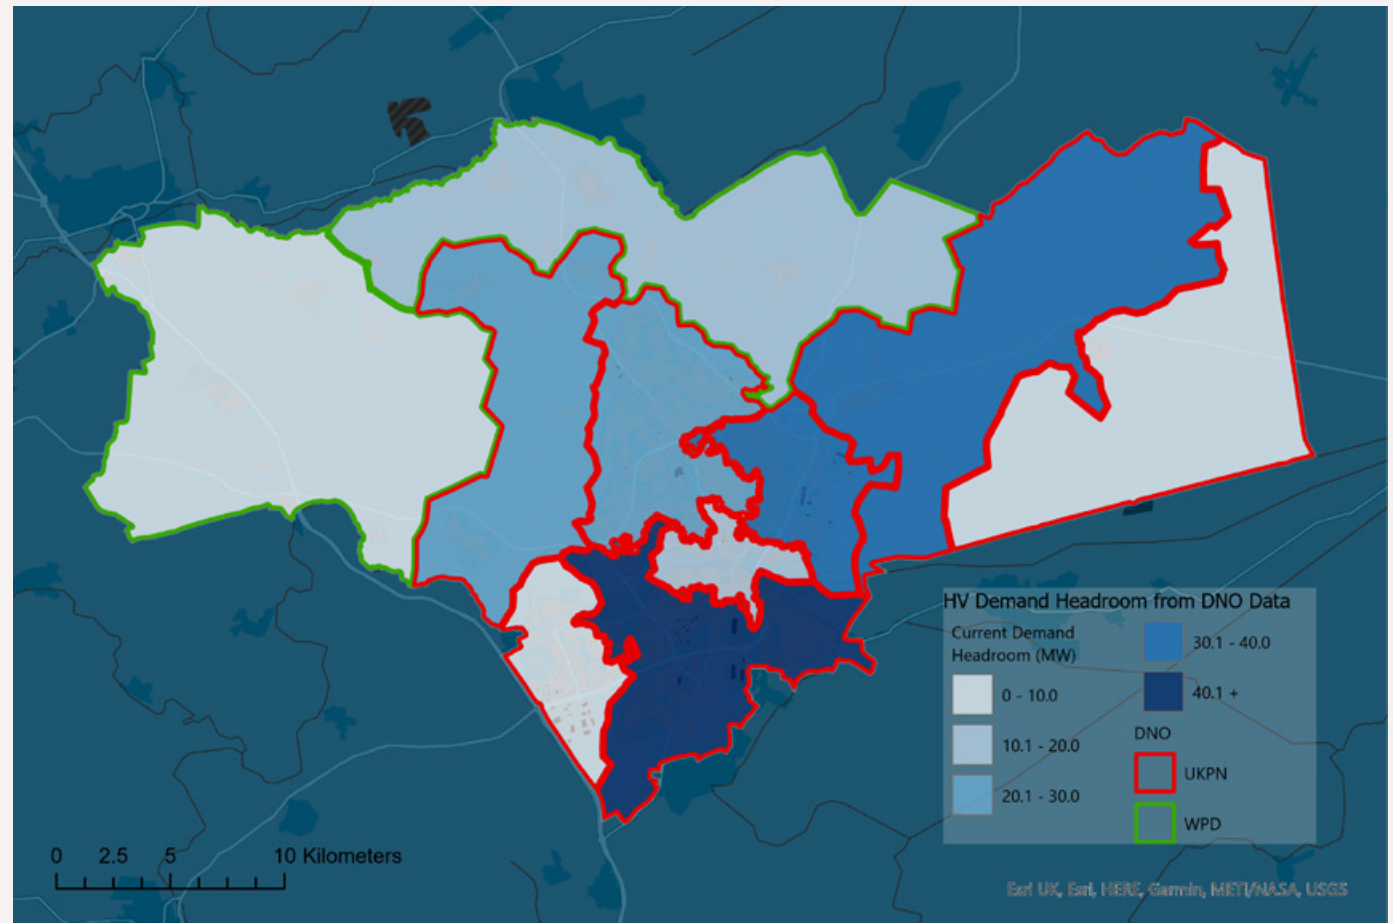 HV Demand Headroom from DNO Data
Current Demand
Headroom (MW)
0 - 10.0
10.1 - 20.0
20.1 - 30.0
30.1 - 40.0
40.1 +
DNO
UKPN
WPD
0 2.5 5 10 Kilometers
Esri UK, Esri, HERE, Garmin, METI/NASA, USGS